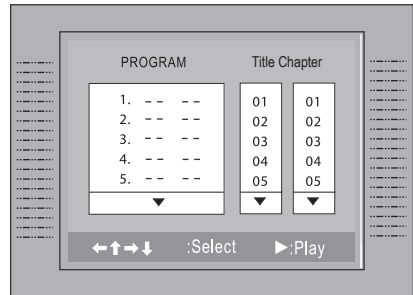 PROGRAM Title Chapter
1. -- -- 01 01
2. -- -- 02 02
3. -- -- 03 03
4. -- -- 04 04
5. -- -- 05 05
▼ ▼ ▼
←↑→↓ :Select ►:Play